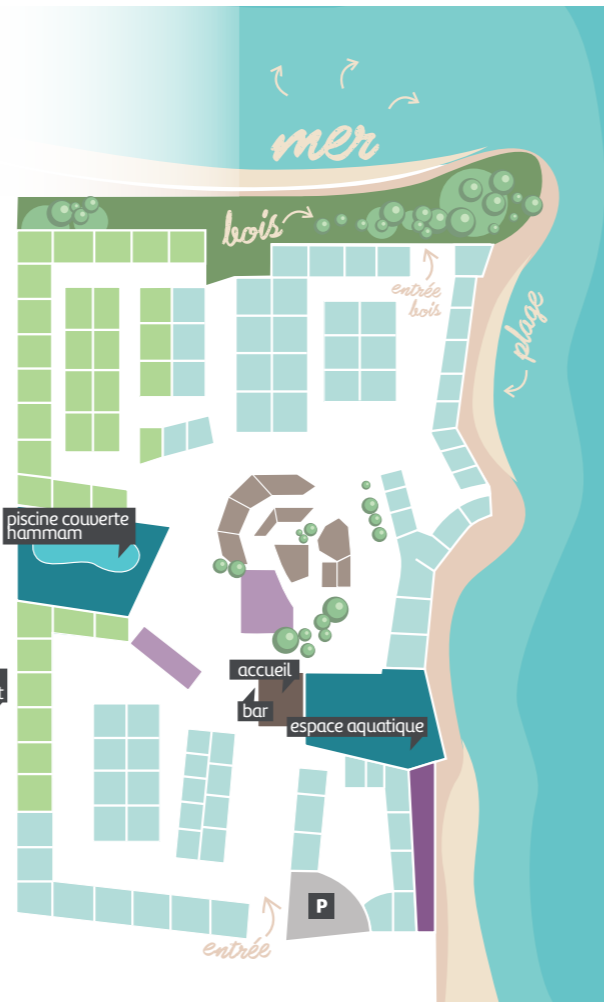 mer
bois
entrée
bois
plage
piscine couverte
hammam
t
accueil
bar
espace aquatique
P
entrée